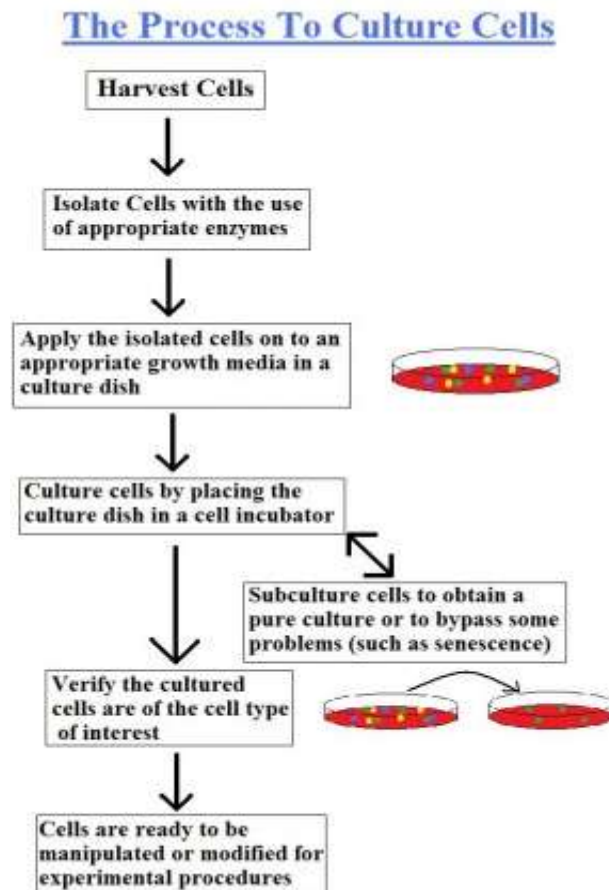 The Process To Culture Cells
Harvest Cells
Isolate Cells with the use
of appropriate enzymes
Apply the isolated cells on to an
appropriate growth media in a
culture dish
Culture cells by placing the
culture dish in a cell incubator
Subculture cells to obtain a
pure culture or to bypass some
problems (such as senescence)
Verify the cultured
cells are of the cell type
of interest
Cells are ready to be
manipulated or modified for
experimental procedures